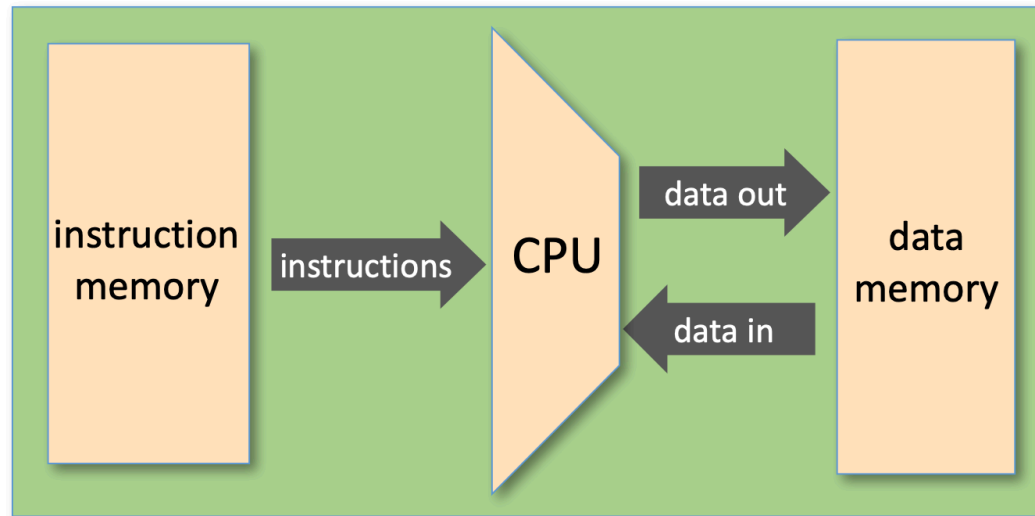 instruction
memory
instructions
CPU
data out
data in
data
memory